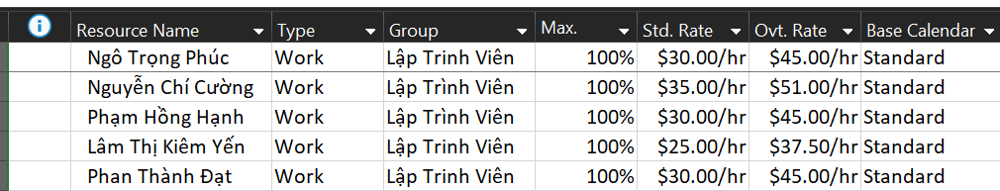 Resource Name Type Group Max. Std. Rate Ovt. Rate Base Calendar
Ngô Trọng Phúc Work Lập Trinh Viên 100% $30.00/hr $45.00/hr Standard
Nguyễn Chí Cường Work Lập Trình Viên 100% $35.00/hr $51.00/hr Standard
Phạm Hồng Hạnh Work Lập Trình Viên 100% $30.00/hr $45.00/hr Standard
Lâm Thị Kiêm Yến Work Lập Trinh Viên 100% $25.00/hr $37.50/hr Standard
Phan Thành Đạt Work Lập Trinh Viên 100% $30.00/hr $45.00/hr Standard